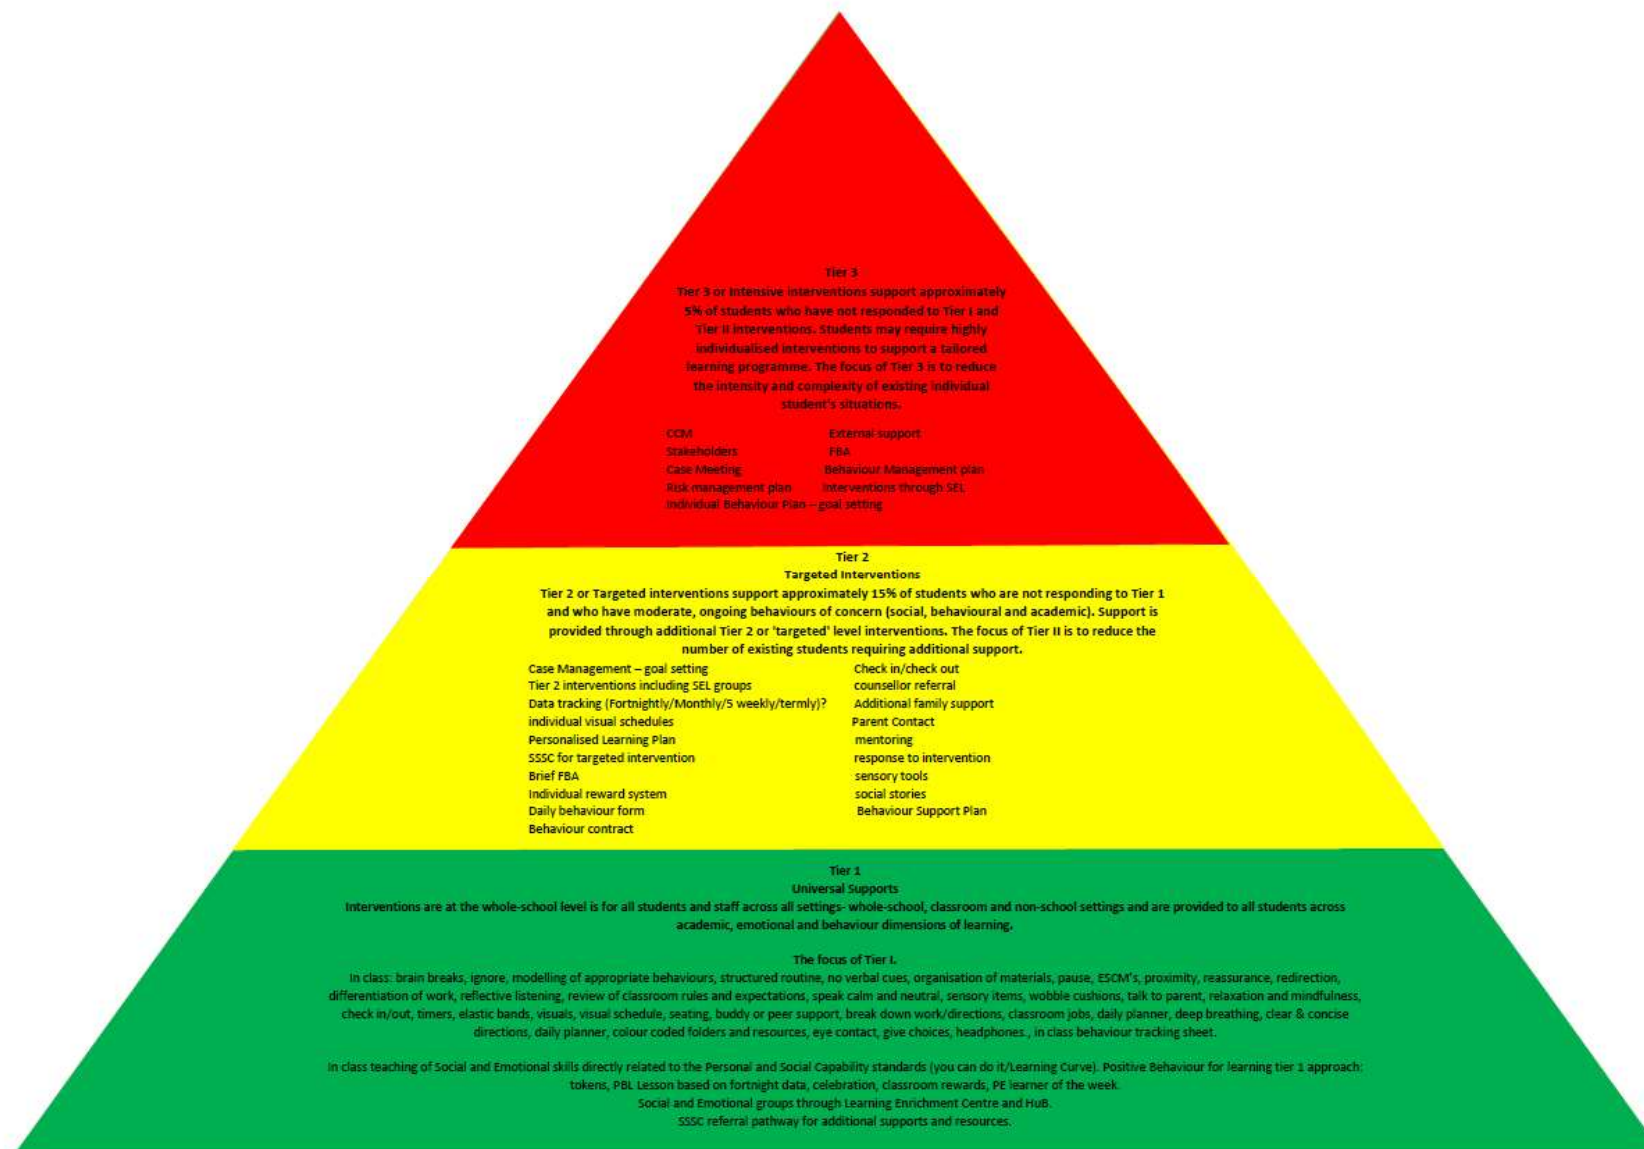 Tier 3
Tier 3 or Intensive interventions support approximately
5% of students who have not responded to Tier I and
Tier II interventions. Students may require highly
individualised interventions to support a tailored
learning programme. The focus of Tier 3 is to reduce
the intensity and complexity of existing individual
student's situations.
CCM External support
Stakeholders FBA
Case Meeting Behaviour Management plan
Risk management plan Interventions through SEL
Individual Behaviour Plan – goal setting
Tier 2
Targeted Interventions
Tier 2 or Targeted interventions support approximately 15% of students who are not responding to Tier 1
and who have moderate, ongoing behaviours of concern (social, behavioural and academic). Support is
provided through additional Tier 2 or 'targeted' level interventions. The focus of Tier II is to reduce the
number of existing students requiring additional support.
Case Management – goal setting Check in/check out
Tier 2 interventions including SEL groups counsellor referral
Data tracking (Fortnightly/Monthly/5 weekly/termly)? Additional family support
individual visual schedules Parent Contact
Personalised Learning Plan mentoring
SSSC for targeted intervention response to intervention
Brief FBA sensory tools
Individual reward system social stories
Daily behaviour form Behaviour Support Plan
Behaviour contract
Tier 1
Universal Supports
Interventions are at the whole-school level is for all students and staff across all settings- whole-school, classroom and non-school settings and are provided to all students across
academic, emotional and behaviour dimensions of learning.
The focus of Tier I.
In class: brain breaks, ignore, modelling of appropriate behaviours, structured routine, no verbal cues, organisation of materials, pause, ESCM's, proximity, reassurance, redirection,
differentiation of work, reflective listening, review of classroom rules and expectations, speak calm and neutral, sensory items, wobble cushions, talk to parent, relaxation and mindfulness,
check in/out, timers, elastic bands, visuals, visual schedule, seating, buddy or peer support, break down work/directions, classroom jobs, daily planner, deep breathing, clear & concise
directions, daily planner, colour coded folders and resources, eye contact, give choices, headphones., in class behaviour tracking sheet.
In class teaching of Social and Emotional skills directly related to the Personal and Social Capability standards (you can do it/Learning Curve). Positive Behaviour for learning tier 1 approach:
tokens, PBL Lesson based on fortnight data, celebration, classroom rewards, PE learner of the week.
Social and Emotional groups through Learning Enrichment Centre and HuB.
SSSC referral pathway for additional supports and resources.